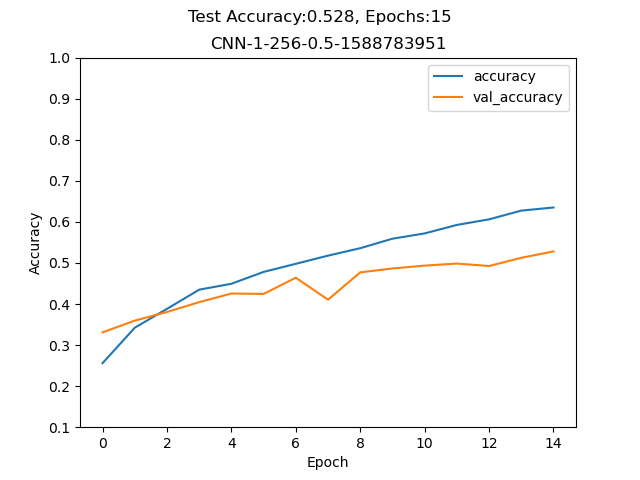 Test Accuracy:0.528, Epochs:15
CNN-1-256-0.5-1588783951
accuracy
val_accuracy
1.0
0.9
0.8
0.7
0.6
0.5
0.4
0.3
0.2
0.1
Accuracy
0 2 4 6 8 10 12 14
Epoch